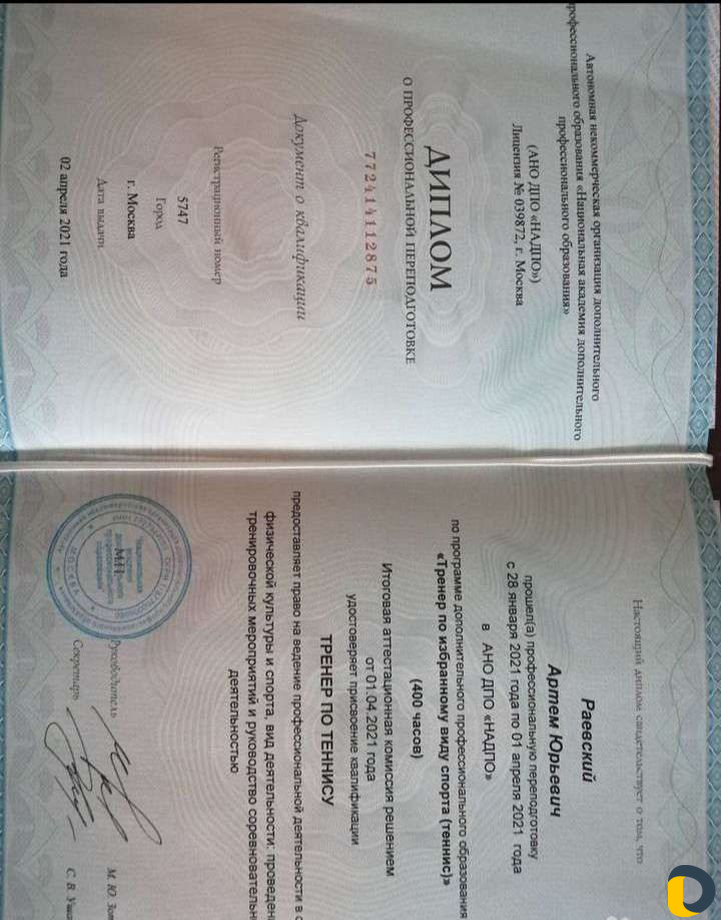 Автономная некоммерческая организация дополнительного
профессионального образования «Национальная академия дополнительного
профессионального образования»
(АНО ДПО «НАДПО»)
Лицензия № 039872, г. Москва
ДИПЛОМ
О ПРОФЕССИОНАЛЬНОЙ ПЕРЕПОДГОТОВКЕ
772414112875
Документ о квалификации
Регистрационный номер
5747
Город
г. Москва
Дата выдачи
02 апреля 2021 года
Настоящий диплом свидетельствует о том, что
Раевский
Артем Юрьевич
прошел(а) профессиональную переподготовку
с 28 января 2021 года по 01 апреля 2021 года
в АНО ДПО «НАДПО»
по программе дополнительного профессионального образования
«Тренер по избранному виду спорта (теннис)»
(400 часов)
Итоговая аттестационная комиссия решением
от 01.04.2021 года
удостоверяет присвоение квалификации
ТРЕНЕР ПО ТЕННИСУ
предоставляет право на ведение профессиональной деятельности в с
физической культуры и спорта, вид деятельности: проведен
тренировочных мероприятий и руководство соревновательн
деятельностью
М.П.
Руководитель
М. Ю.
Секретарь
С. В.